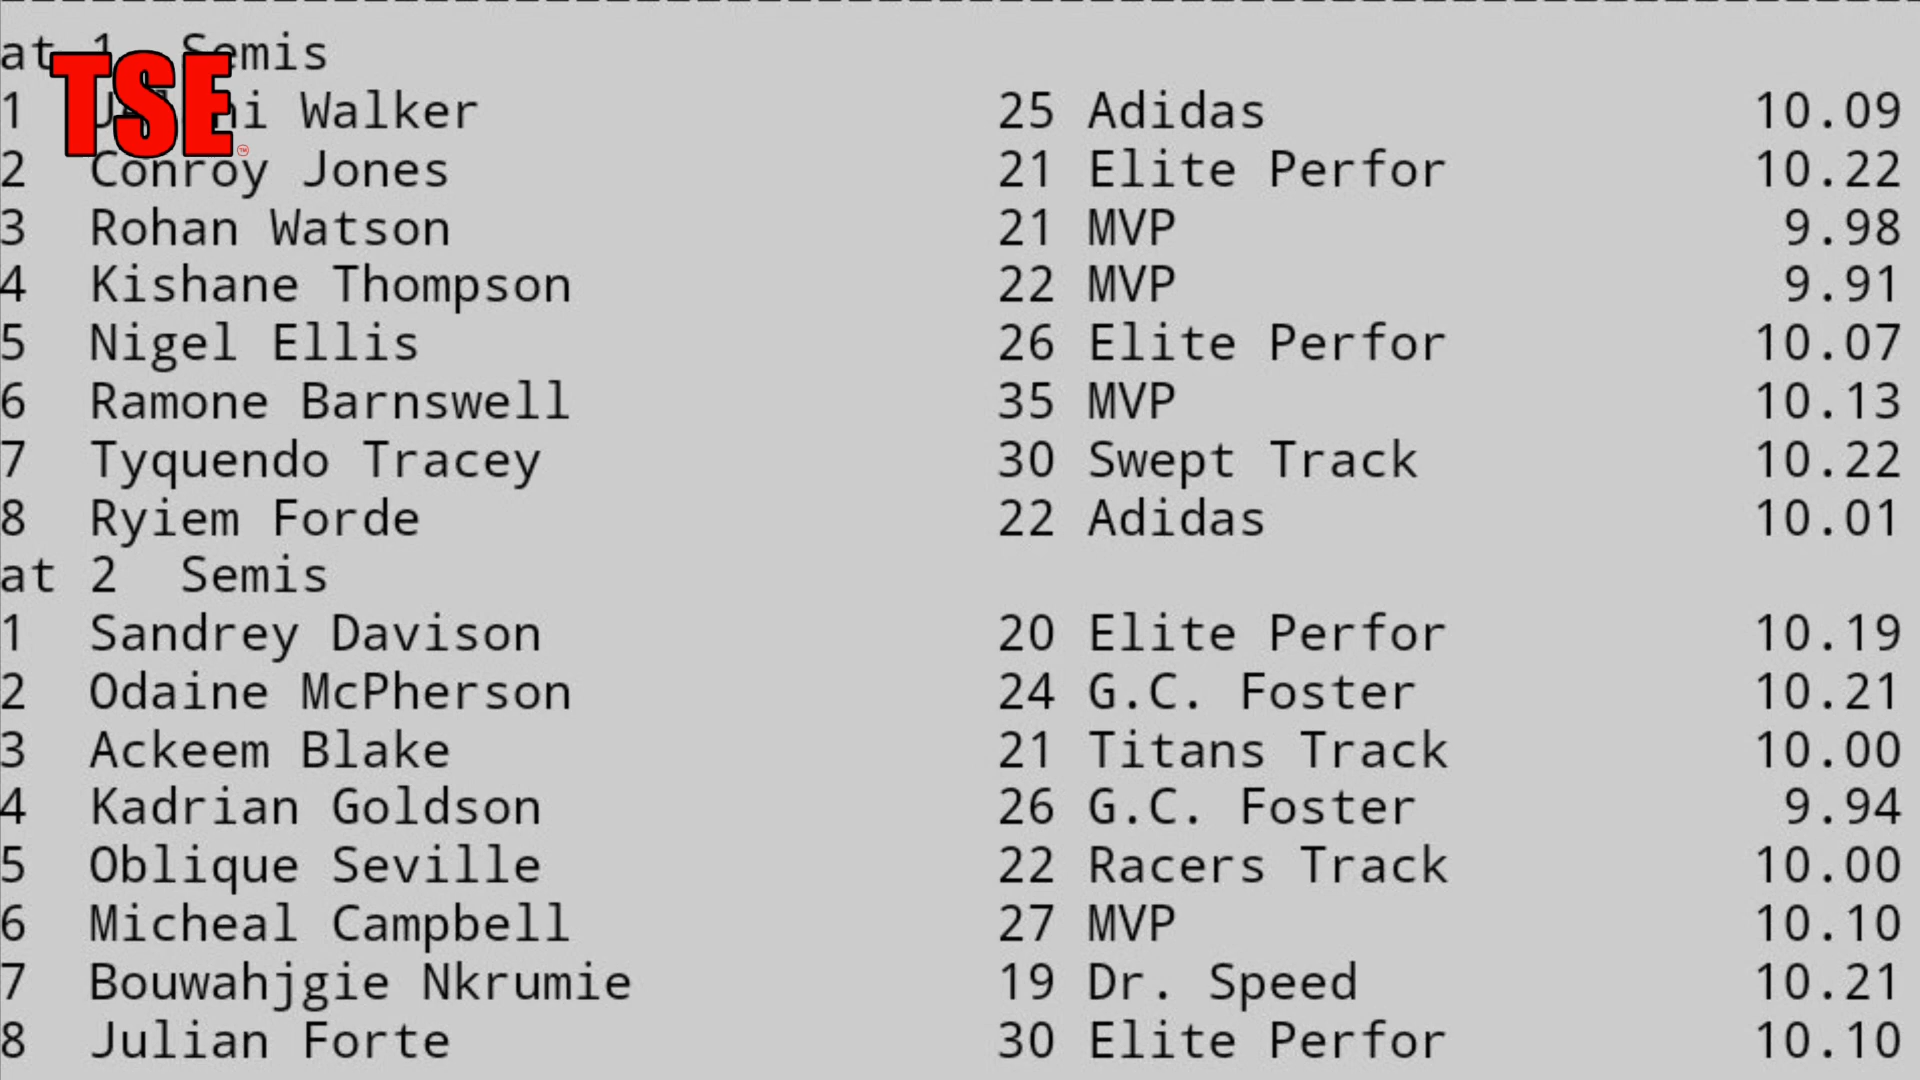 at 1 Semis
TSE
1 Walker 25 Adidas 10.09
2 Conroy Jones 21 Elite Perfor 10.22
3 Rohan Watson 21 MVP 9.98
4 Kishane Thompson 22 MVP 9.91
5 Nigel Ellis 26 Elite Perfor 10.07
6 Ramone Barnswell 35 MVP 10.13
7 Tyquendo Tracey 30 Swept Track 10.22
8 Ryiem Forde 22 Adidas 10.01
at 2 Semis
1 Sandrey Davison 20 Elite Perfor 10.19
2 Odaine McPherson 24 G.C. Foster 10.21
3 Ackeem Blake 21 Titans Track 10.00
4 Kadrian Goldson 26 G.C. Foster 9.94
5 Oblique Seville 22 Racers Track 10.00
6 Micheal Campbell 27 MVP 10.10
7 Bouwahjgie Nkrumie 19 Dr. Speed 10.21
8 Julian Forte 30 Elite Perfor 10.10